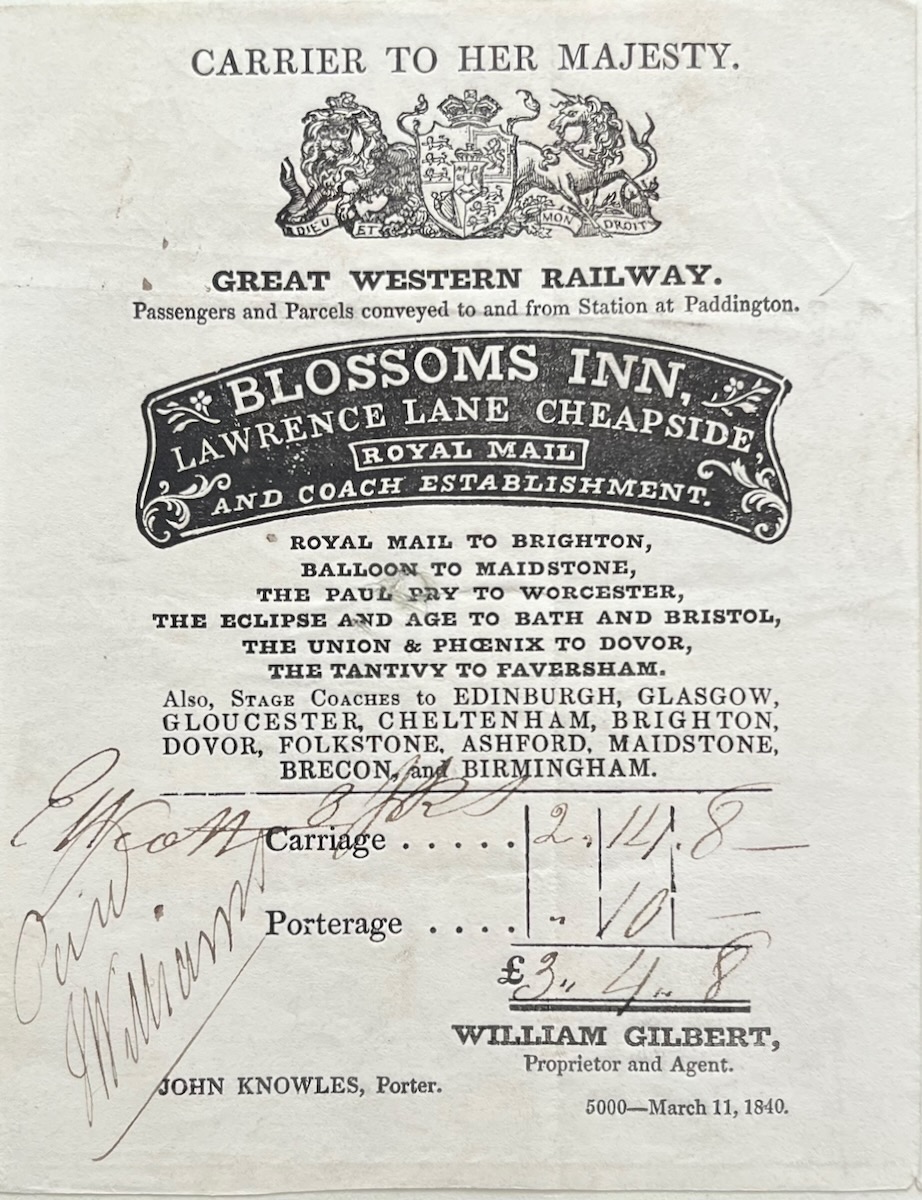 CARRIER TO HER MAJESTY.
DIEU ET MON DROIT
GREAT WESTERN RAILWAY.
Passengers and Parcels conveyed to and from Station at Paddington.
BLOSSOMS INN,
LAWRENCE LANE CHEAPSIDE,
ROYAL MAIL
AND COACH ESTABLISHMENT.
ROYAL MAIL TO BRIGHTON,
BALLOON TO MAIDSTONE,
THE PAUL PRY TO WORCESTER,
THE ECLIPSE AND AGE TO BATH AND BRISTOL,
THE UNION & PHŒNIX TO DOVOR,
THE TANTIVY TO FAVERSHAM.
Also, STAGE COACHES to EDINBURGH, GLASGOW,
GLOUCESTER, CHELTENHAM, BRIGHTON,
DOVOR, FOLKSTONE, ASHFORD, MAIDSTONE,
BRECON, and BIRMINGHAM.
Carriage ..... 2 " 14 . 8
Porterage .... " 10 —
£3 " 4 " 8
Williams
WILLIAM GILBERT,
Proprietor and Agent.
JOHN KNOWLES, Porter.
5000—March 11, 1840.